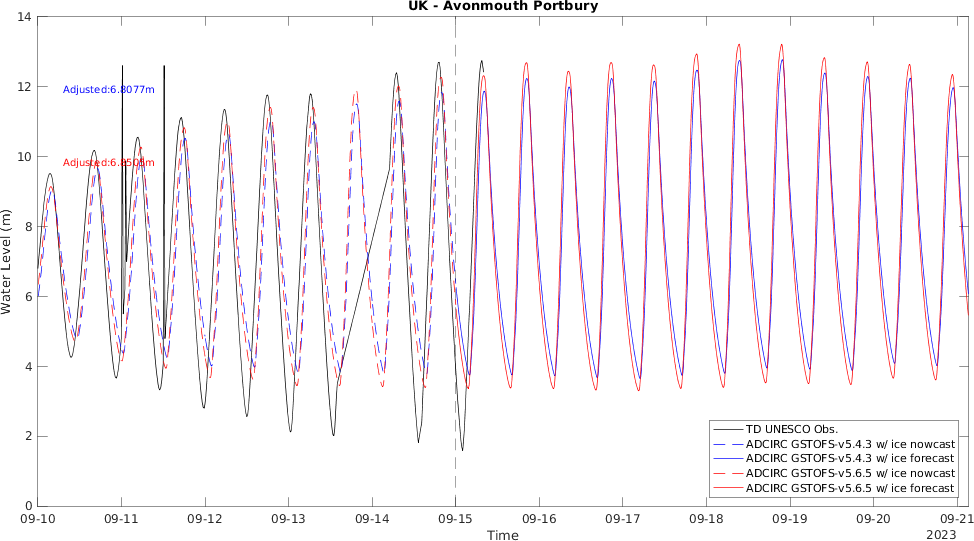 UK - Avonmouth Portbury
Water Level (m)
14
12
10
8
6
4
2
0
Adjusted:6.8077m
TD UNESCO Obs.
ADCIRC GSTOFS-v5.4.3 w/ ice nowcast
ADCIRC GSTOFS-v5.4.3 w/ ice forecast
ADCIRC GSTOFS-v5.6.5 w/ ice nowcast
ADCIRC GSTOFS-v5.6.5 w/ ice forecast
09-10 09-11 09-12 09-13 09-14 09-15 09-16 09-17 09-18 09-19 09-20 09-21
Time
2023